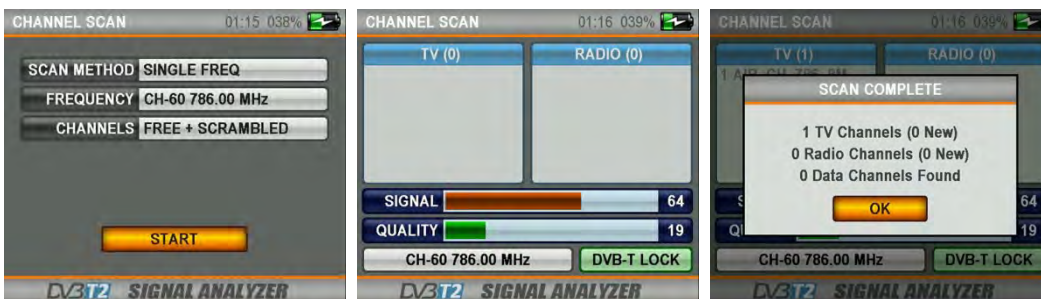 CHANNEL SCAN 01:15 038%
SCAN METHOD SINGLE FREQ
FREQUENCY CH-60 786.00 MHz
CHANNELS FREE + SCRAMBLED
START
DVB T2 SIGNAL ANALYZER
CHANNEL SCAN 01:16 039%
TV (0) RADIO (0)
SIGNAL 64
QUALITY 19
CH-60 786.00 MHz DVB-T LOCK
DVB T2 SIGNAL ANALYZER
CHANNEL SCAN 01:16 039%
TV (1) RADIO (0)
SCAN COMPLETE
1 TV Channels (0 New)
0 Radio Channels (0 New)
0 Data Channels Found
OK
64
19
CH-60 786.00 MHz DVB-T LOCK
DVB T2 SIGNAL ANALYZER